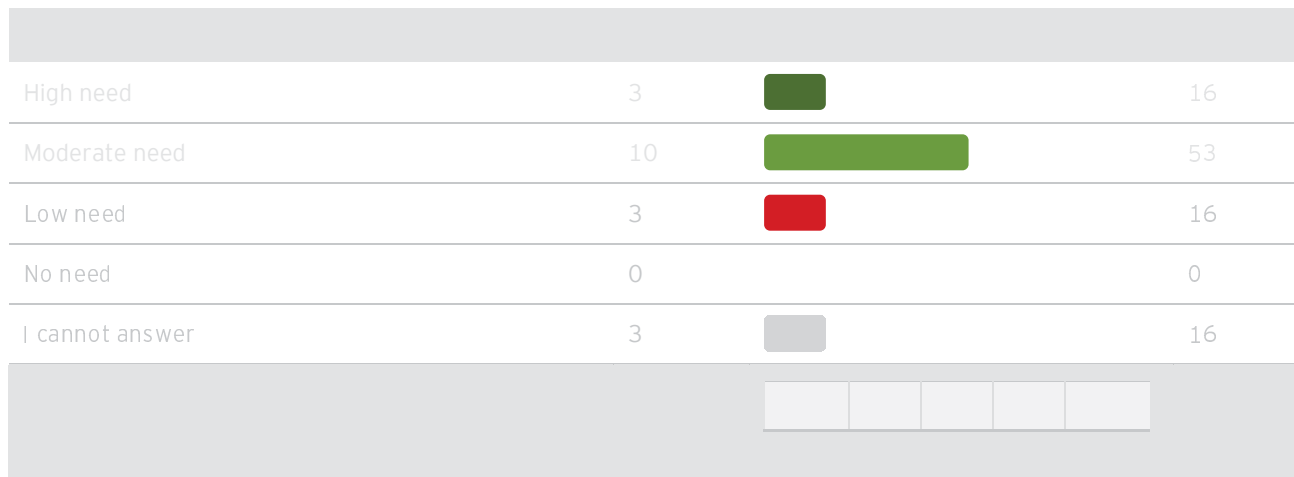 High need 3 16
Moderate need 10 53
Low need 3 16
No need 0 0
I cannot answer 3 16